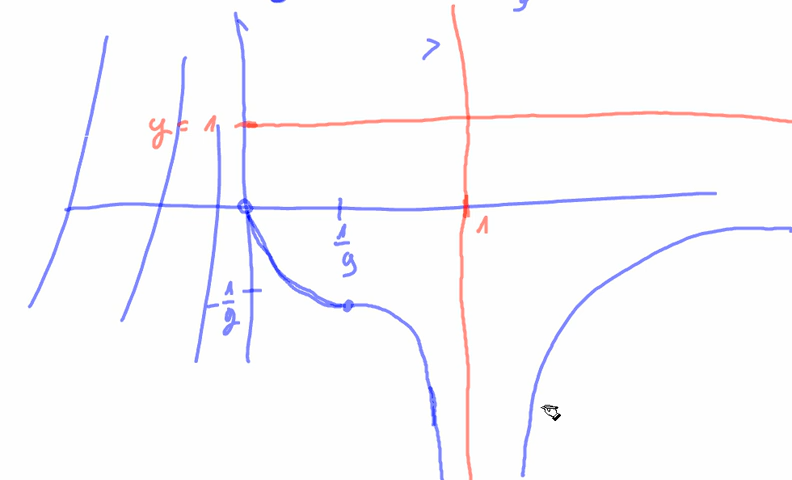 >
y = 1
1
1/9
-1/9